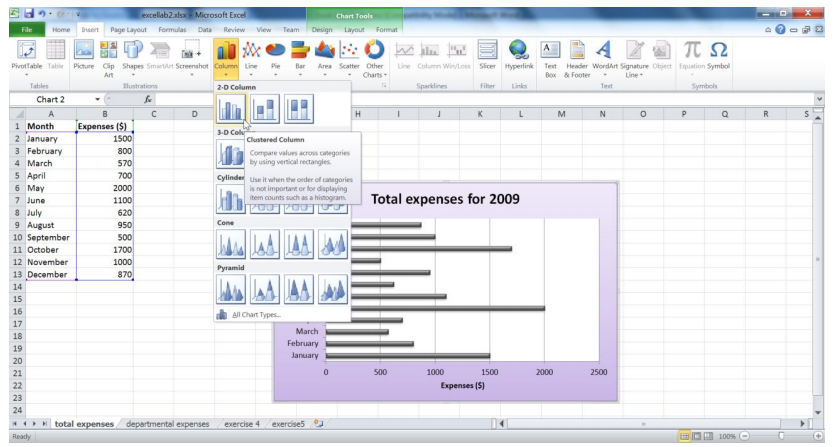 excellab2.xlsx - Microsoft Excel
Chart Tools
File Home Insert Page Layout Formulas Data Review View Team Design Layout Format
PivotTable Table Picture Clip Art Shapes SmartArt Screenshot Column Line Pie Bar Area Scatter Other Charts Line Column Win/Loss Slicer Hyperlink Text Box Header & Footer WordArt Signature Line Object Equation Symbol
Tables Illustrations Sparklines Filter Links Text Symbols
Chart 2 fx
2-D Column
A B C D H I J K L M N O P Q R S
1 Month Expenses ($)
2 January 1500
3 February 800
4 March 570
5 April 700
6 May 2000
7 June 1100
8 July 620
9 August 950
10 September 500
11 October 1700
12 November 1000
13 December 870
14
15
16
17
18
19
20
21
22
23
24
3-D Column
Clustered Column
Compare values across categories
by using vertical rectangles.
Use it when the order of categories
is not important or for displaying
item counts such as a histogram.
Cylinder
Cone
Pyramid
All Chart Types...
Total expenses for 2009
March
February
January
0 500 1000 1500 2000 2500
Expenses ($)
total expenses departmental expenses exercise 4 exercise5
Ready 100%